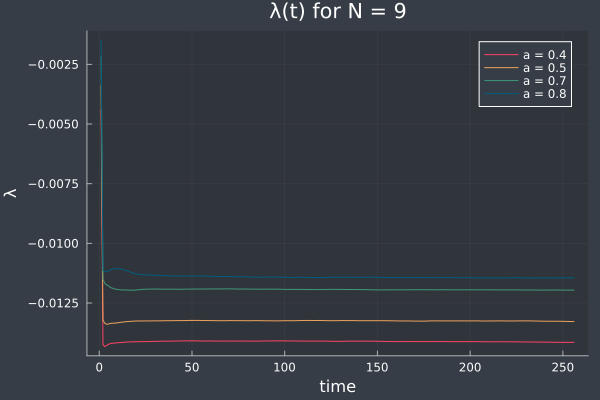 λ(t) for N = 9
a = 0.4
a = 0.5
a = 0.7
a = 0.8
−0.0025
−0.0050
−0.0075
−0.0100
−0.0125
λ
0 50 100 150 200 250
time